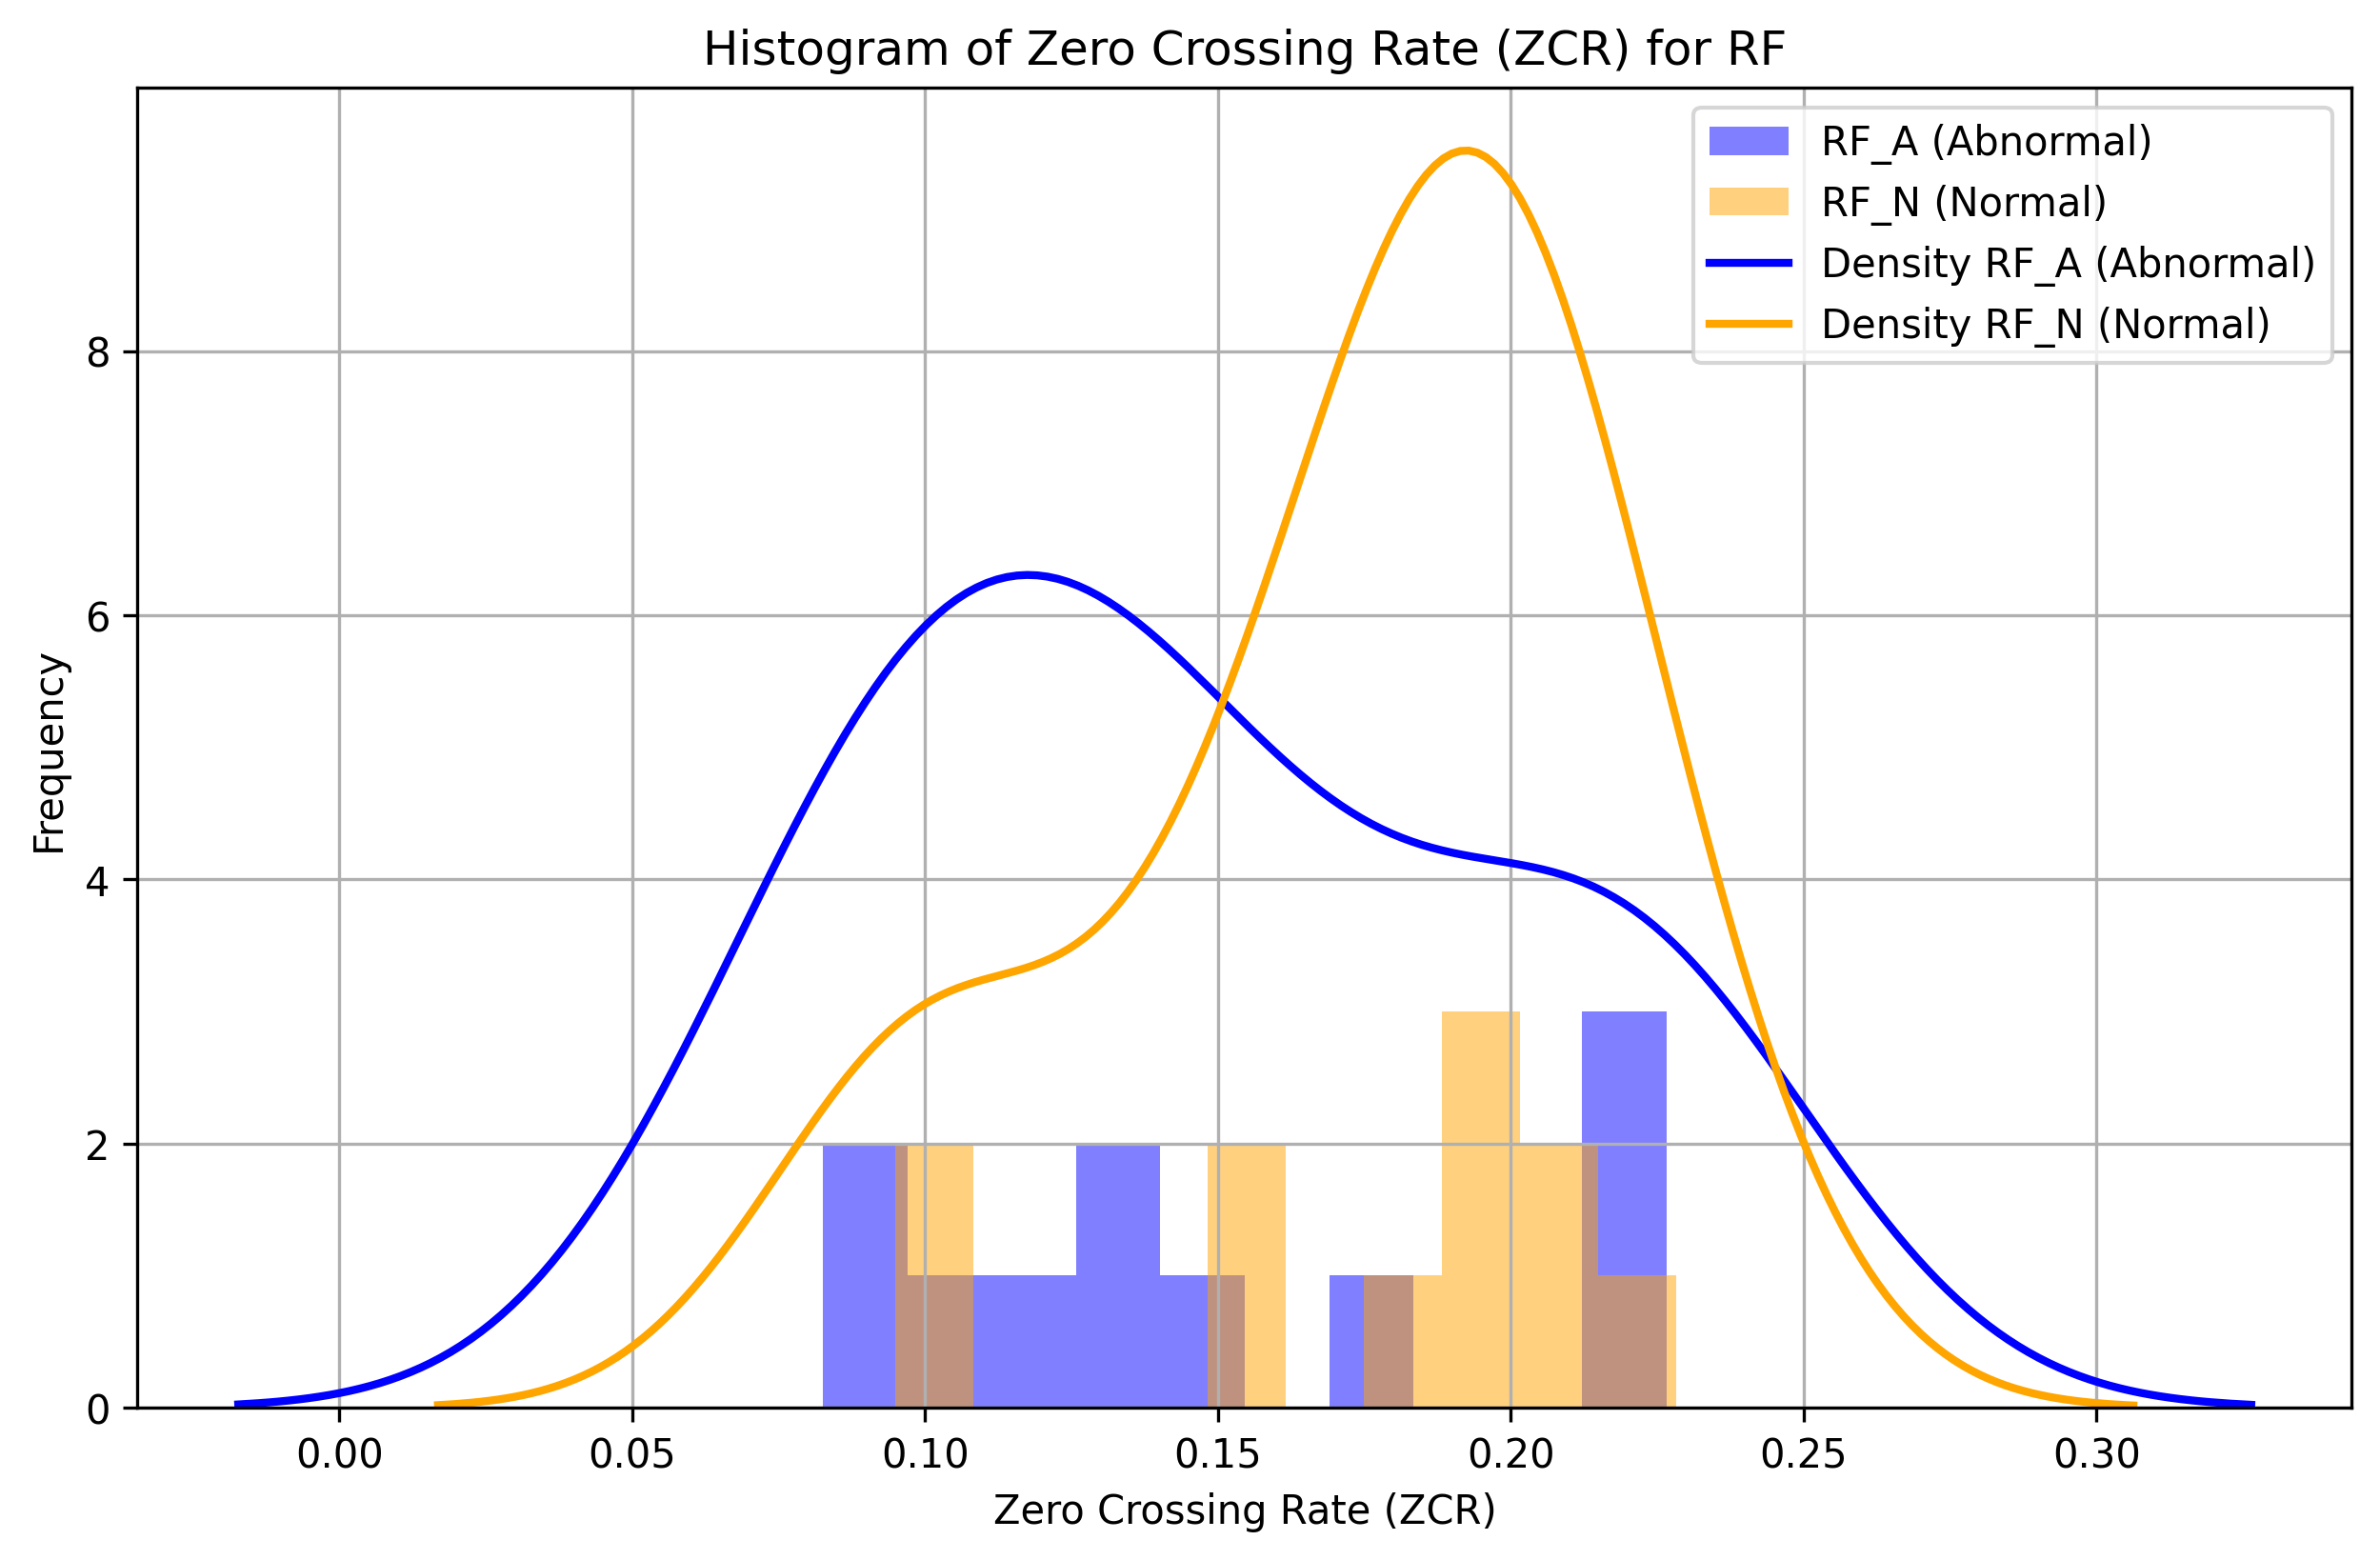 Histogram of Zero Crossing Rate (ZCR) for RF
RF_A (Abnormal)
RF_N (Normal)
Density RF_A (Abnormal)
Density RF_N (Normal)
Frequency
8
6
4
2
0
0.00 0.05 0.10 0.15 0.20 0.25 0.30
Zero Crossing Rate (ZCR)